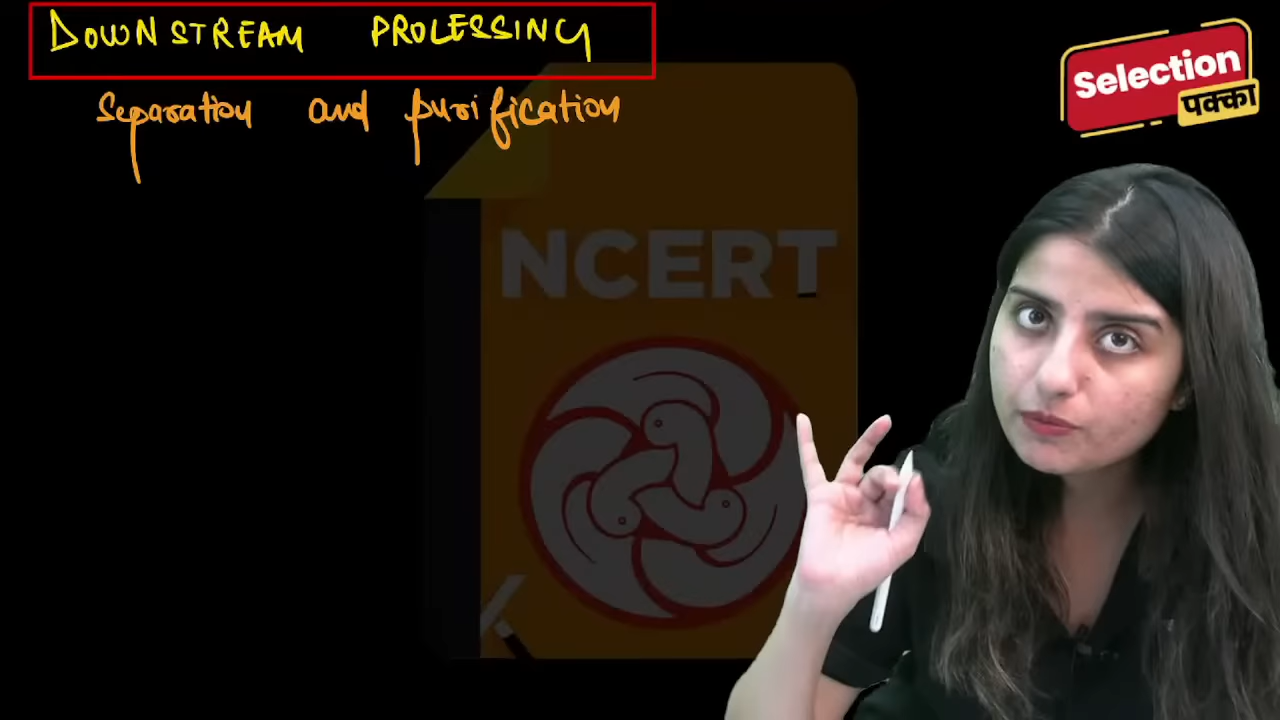 DOWNSTREAM PROCESSING
Separation and purification
NCERT
Selection
पक्का